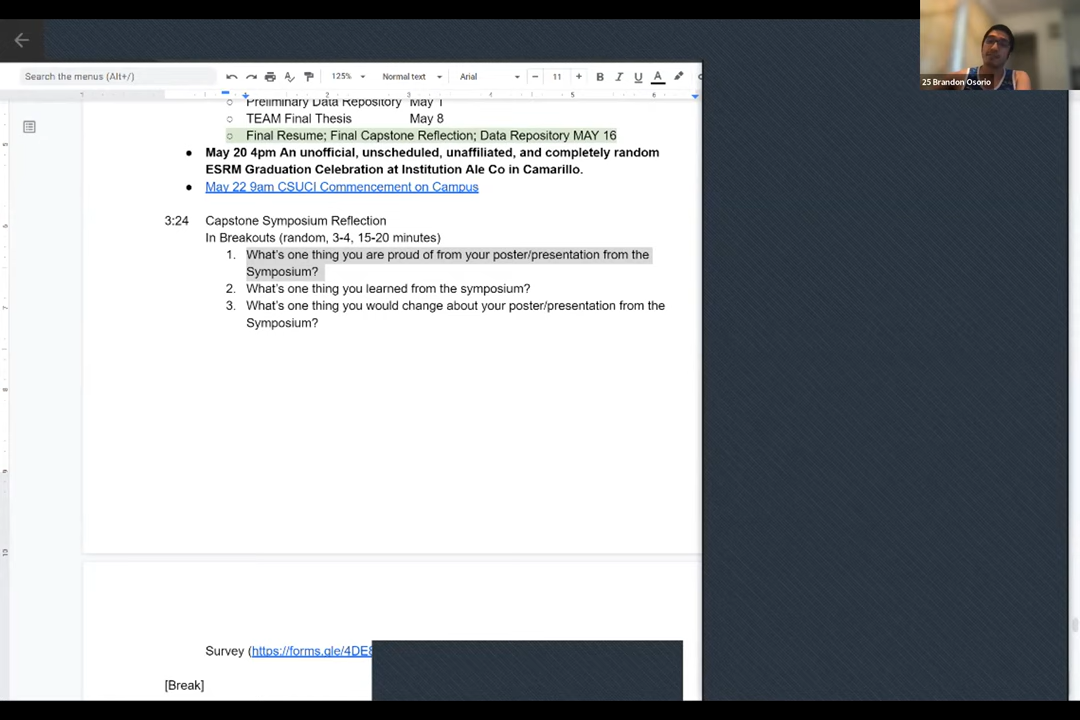 25 Brandon Osorio
Search the menus (Alt+/)
125%
Normal text
Arial
11
B I U A
Preliminary Data Repository May 1
TEAM Final Thesis May 8
Final Resume; Final Capstone Reflection; Data Repository MAY 16
May 20 4pm An unofficial, unscheduled, unaffiliated, and completely random
ESRM Graduation Celebration at Institution Ale Co in Camarillo.
May 22 9am CSUCI Commencement on Campus
3:24 Capstone Symposium Reflection
In Breakouts (random, 3-4, 15-20 minutes)
1. What's one thing you are proud of from your poster/presentation from the
Symposium?
2. What's one thing you learned from the symposium?
3. What's one thing you would change about your poster/presentation from the
Symposium?
Survey (https://forms.gle/4DE
[Break]